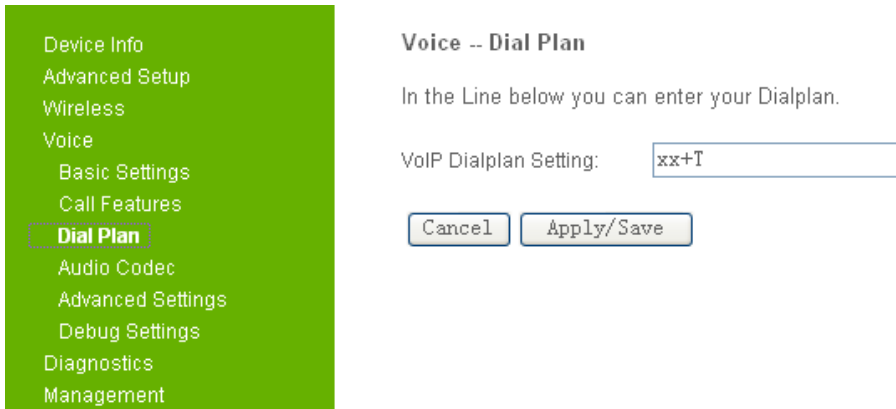 Device Info
Advanced Setup
Wireless
Voice
Basic Settings
Call Features
Dial Plan
Audio Codec
Advanced Settings
Debug Settings
Diagnostics
Management
Voice -- Dial Plan
In the Line below you can enter your Dialplan.
VoIP Dialplan Setting: xx+T
Cancel Apply/Save